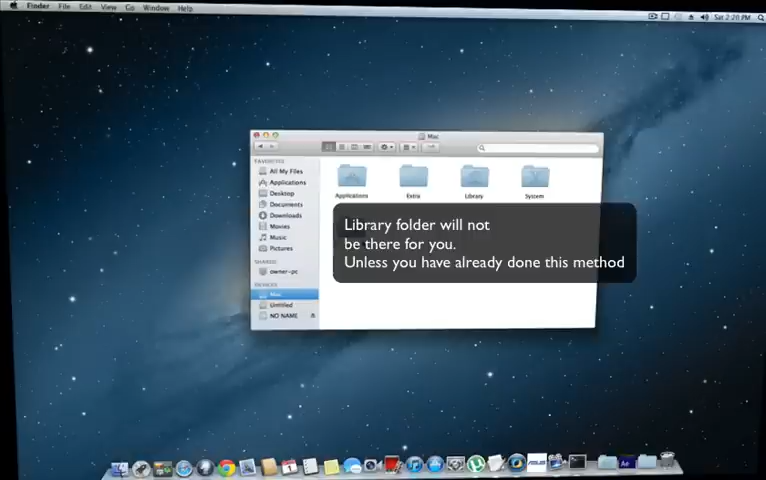 Finder File Edit View Go Window Help
Sat 2:20 PM
Mac
FAVORITES
All My Files
Applications
Desktop
Documents
Downloads
Movies
Music
Pictures
SHARED
owner-pc
DEVICES
Mac
Untitled
NO NAME
Applications
Extra
Library
System
Library folder will not
be there for you.
Unless you have already done this method
ASUS
Ae